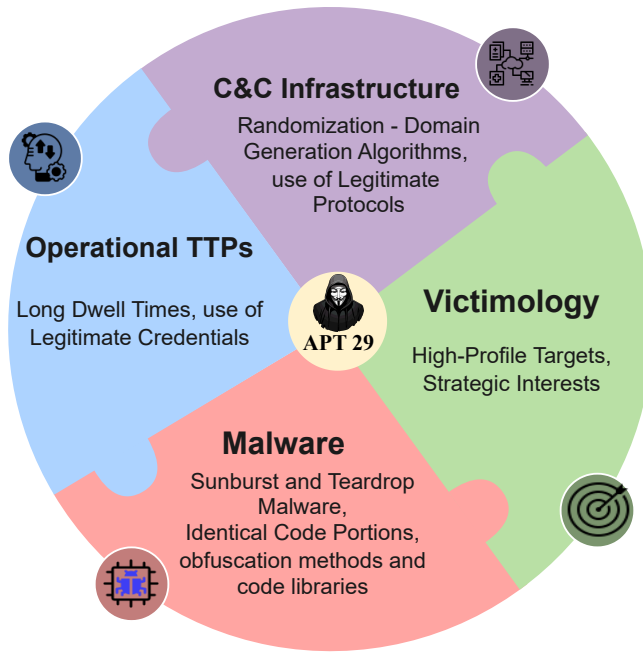 C&C Infrastructure
Randomization - Domain
Generation Algorithms,
use of Legitimate
Protocols
Operational TTPs
Long Dwell Times, use of
Legitimate Credentials
APT 29
Victimology
High-Profile Targets,
Strategic Interests
Malware
Sunburst and Teardrop
Malware,
Identical Code Portions,
obfuscation methods and
code libraries